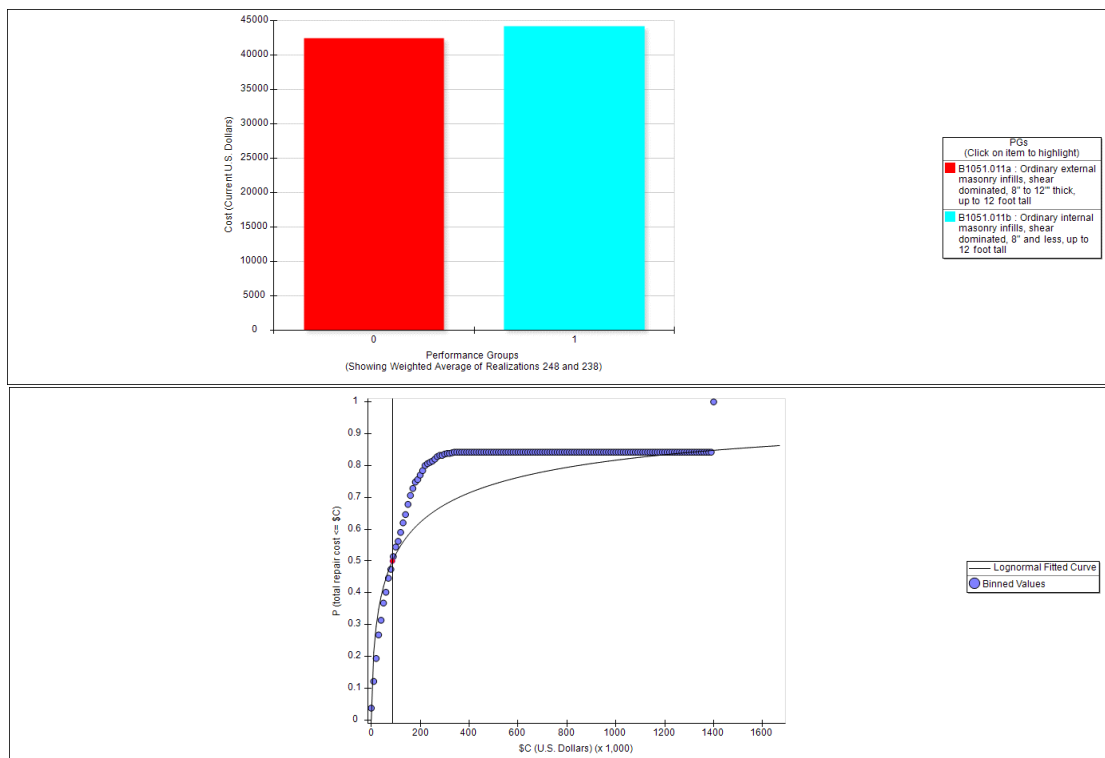 45000
40000
35000
30000
25000
20000
15000
10000
5000
0
Cost (Current U.S. Dollars)
0
1
Performance Groups
(Showing Weighted Average of Realizations 248 and 238)
PGs
(Click on item to highlight)
B1051.011a : Ordinary external
masonry infills, shear
dominated, 8" to 12"' thick,
up to 12 foot tall
B1051.011b : Ordinary internal
masonry infills, shear
dominated, 8" and less, up to
12 foot tall
1
0.9
0.8
0.7
0.6
0.5
0.4
0.3
0.2
0.1
0
P (total repair cost <= $C)
0
200
400
600
800
1000
1200
1400
1600
$C (U.S. Dollars) (x 1,000)
Lognormal Fitted Curve
Binned Values